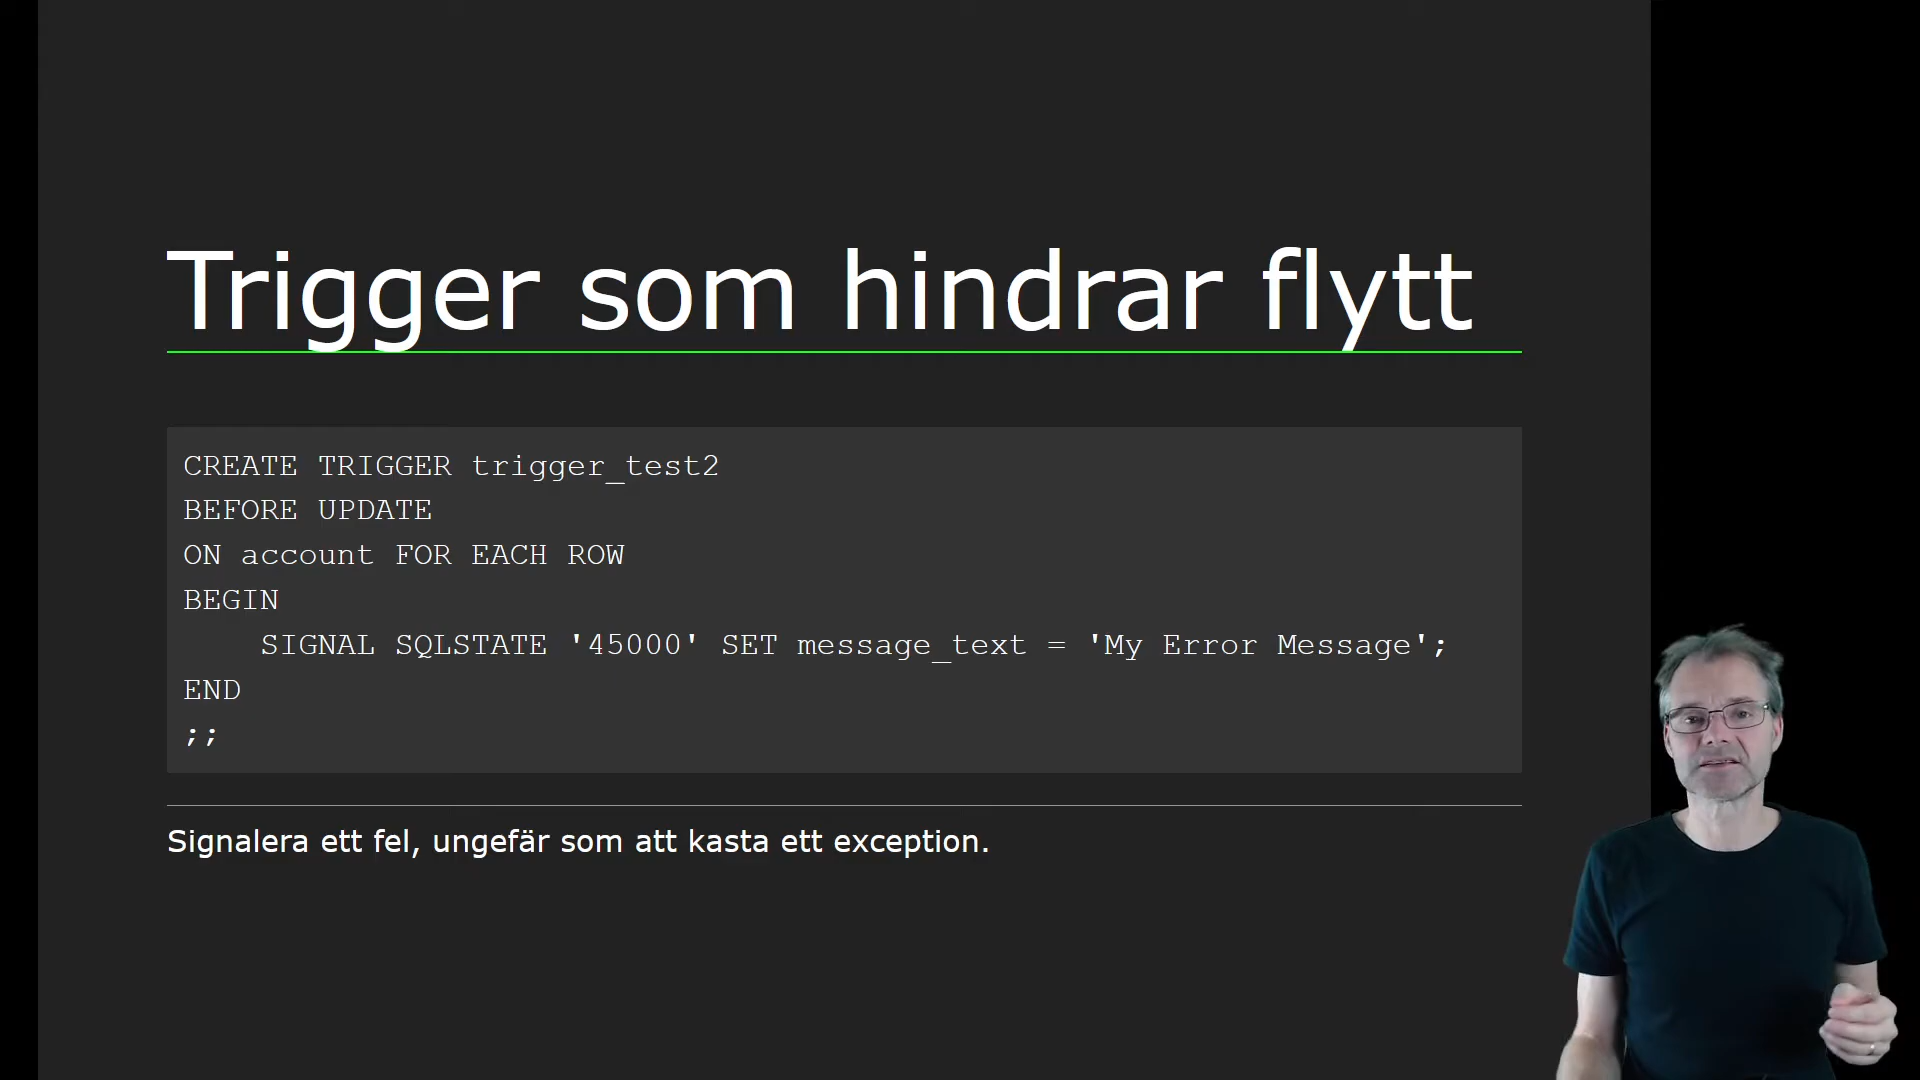 Trigger som hindrar flytt
CREATE TRIGGER trigger_test2
BEFORE UPDATE
ON account FOR EACH ROW
BEGIN
    SIGNAL SQLSTATE '45000' SET message_text = 'My Error Message';
END
;;
Signalera ett fel, ungefär som att kasta ett exception.